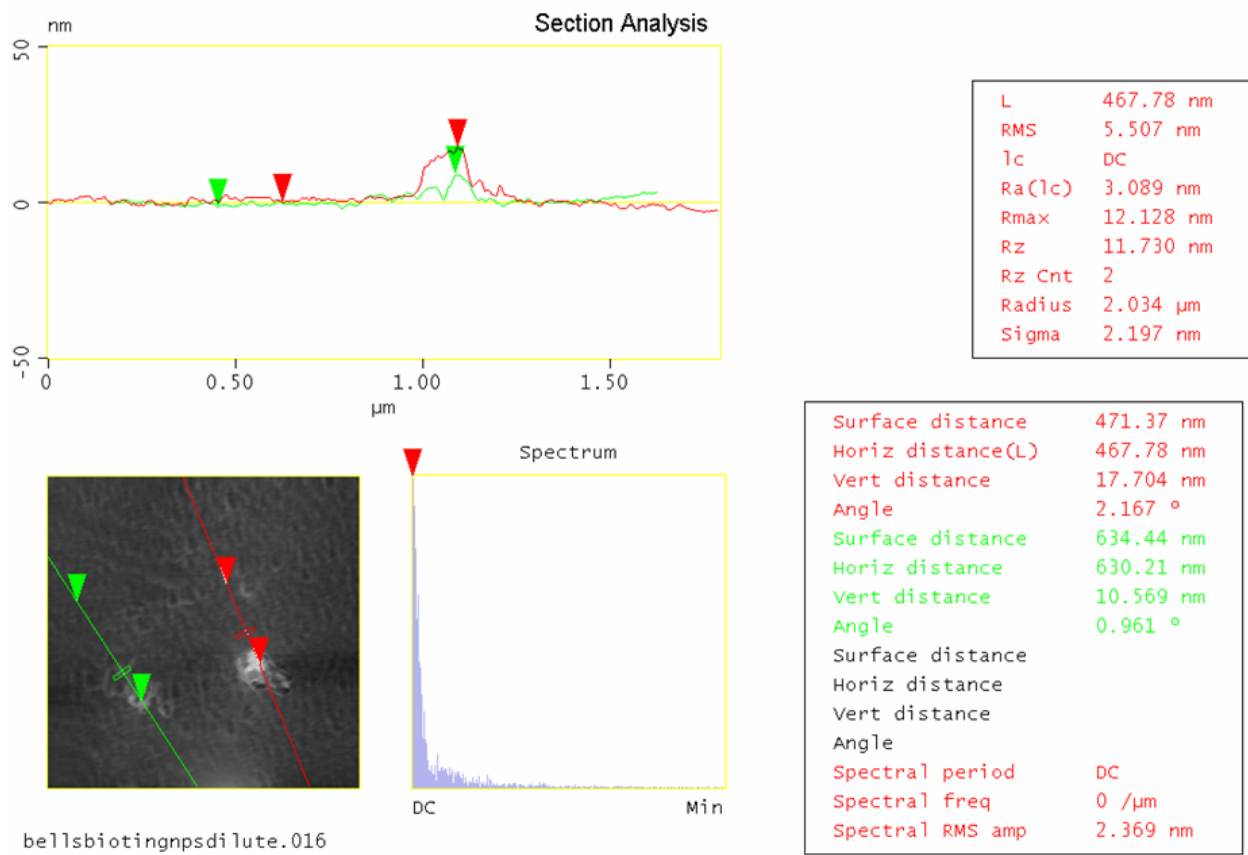 Section Analysis
nm
50
0
-50
0 0.50 1.00 1.50
µm
L 467.78 nm
RMS 5.507 nm
lc DC
Ra(lc) 3.089 nm
Rmax 12.128 nm
Rz 11.730 nm
Rz Cnt 2
Radius 2.034 µm
Sigma 2.197 nm
Spectrum
DC Min
Surface distance 471.37 nm
Horiz distance(L) 467.78 nm
Vert distance 17.704 nm
Angle 2.167 º
Surface distance 634.44 nm
Horiz distance 630.21 nm
Vert distance 10.569 nm
Angle 0.961 º
Surface distance
Horiz distance
Vert distance
Angle
Spectral period DC
Spectral freq 0 /µm
Spectral RMS amp 2.369 nm
bellsbiotingnpsdilute.016